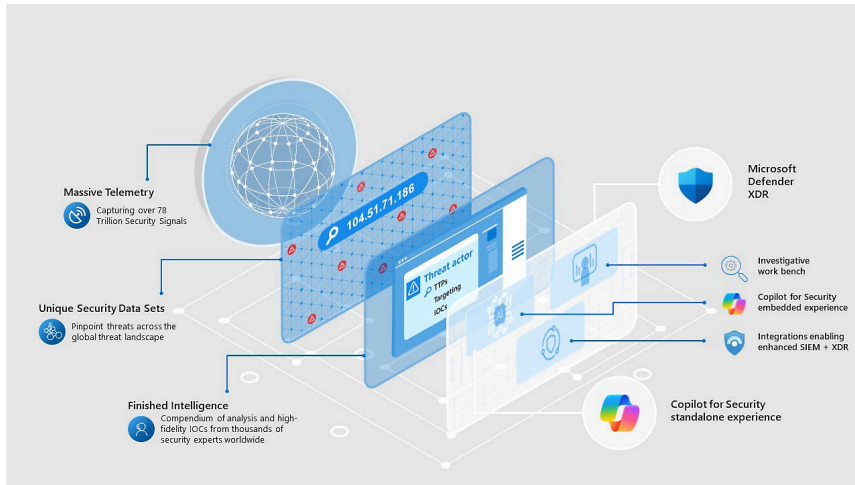 Massive Telemetry
Capturing over 78
Trillion Security Signals
104.51.71.186
Unique Security Data Sets
Pinpoint threats across the
global threat landscape
Threat actor
TTPs
Targeting
IOCs
AI
Finished Intelligence
Compendium of analysis and high-
fidelity IOCs from thousands of
security experts worldwide
Microsoft
Defender
XDR
Investigative
work bench
Copilot for Security
embedded experience
Integrations enabling
enhanced SIEM + XDR
Copilot for Security
standalone experience